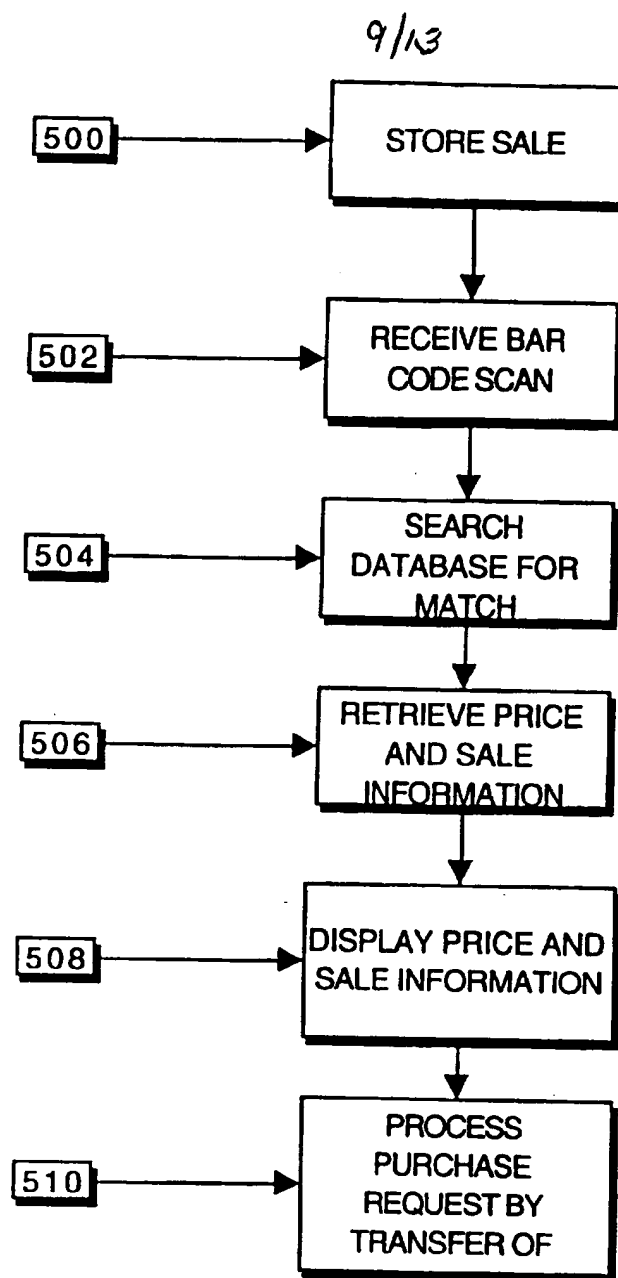 9/13
500
STORE SALE
502
RECEIVE BAR
CODE SCAN
504
SEARCH
DATABASE FOR
MATCH
506
RETRIEVE PRICE
AND SALE
INFORMATION
508
DISPLAY PRICE AND
SALE INFORMATION
510
PROCESS
PURCHASE
REQUEST BY
TRANSFER OF